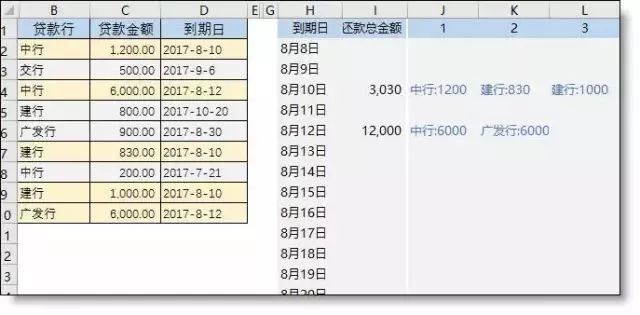 B C D E F G H I J K L
1 贷款行 贷款金额 到期日 到期日 还款总金额 1 2 3
2 中行 1,200.00 2017-8-10 8月8日
3 交行 500.00 2017-9-6 8月9日
4 中行 6,000.00 2017-8-12 8月10日 3,030 中行:1200 建行:830 建行:1000
5 建行 800.00 2017-10-20 8月11日
6 广发行 900.00 2017-8-30 8月12日 12,000 中行:6000 广发行:6000
7 建行 830.00 2017-8-10 8月13日
8 中行 200.00 2017-7-21 8月14日
9 建行 1,000.00 2017-8-10 8月15日
0 广发行 6,000.00 2017-8-12 8月16日
1 8月17日
2 8月18日
3 8月19日
8月20日